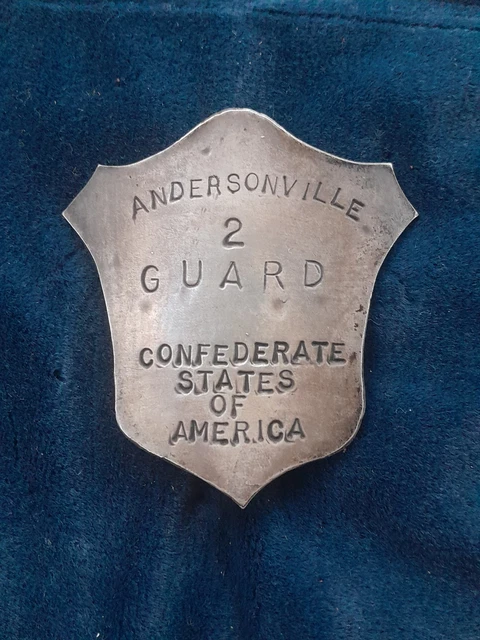 ANDERSONVILLE
2
GUARD
CONFEDERATE
STATES
OF
AMERICA